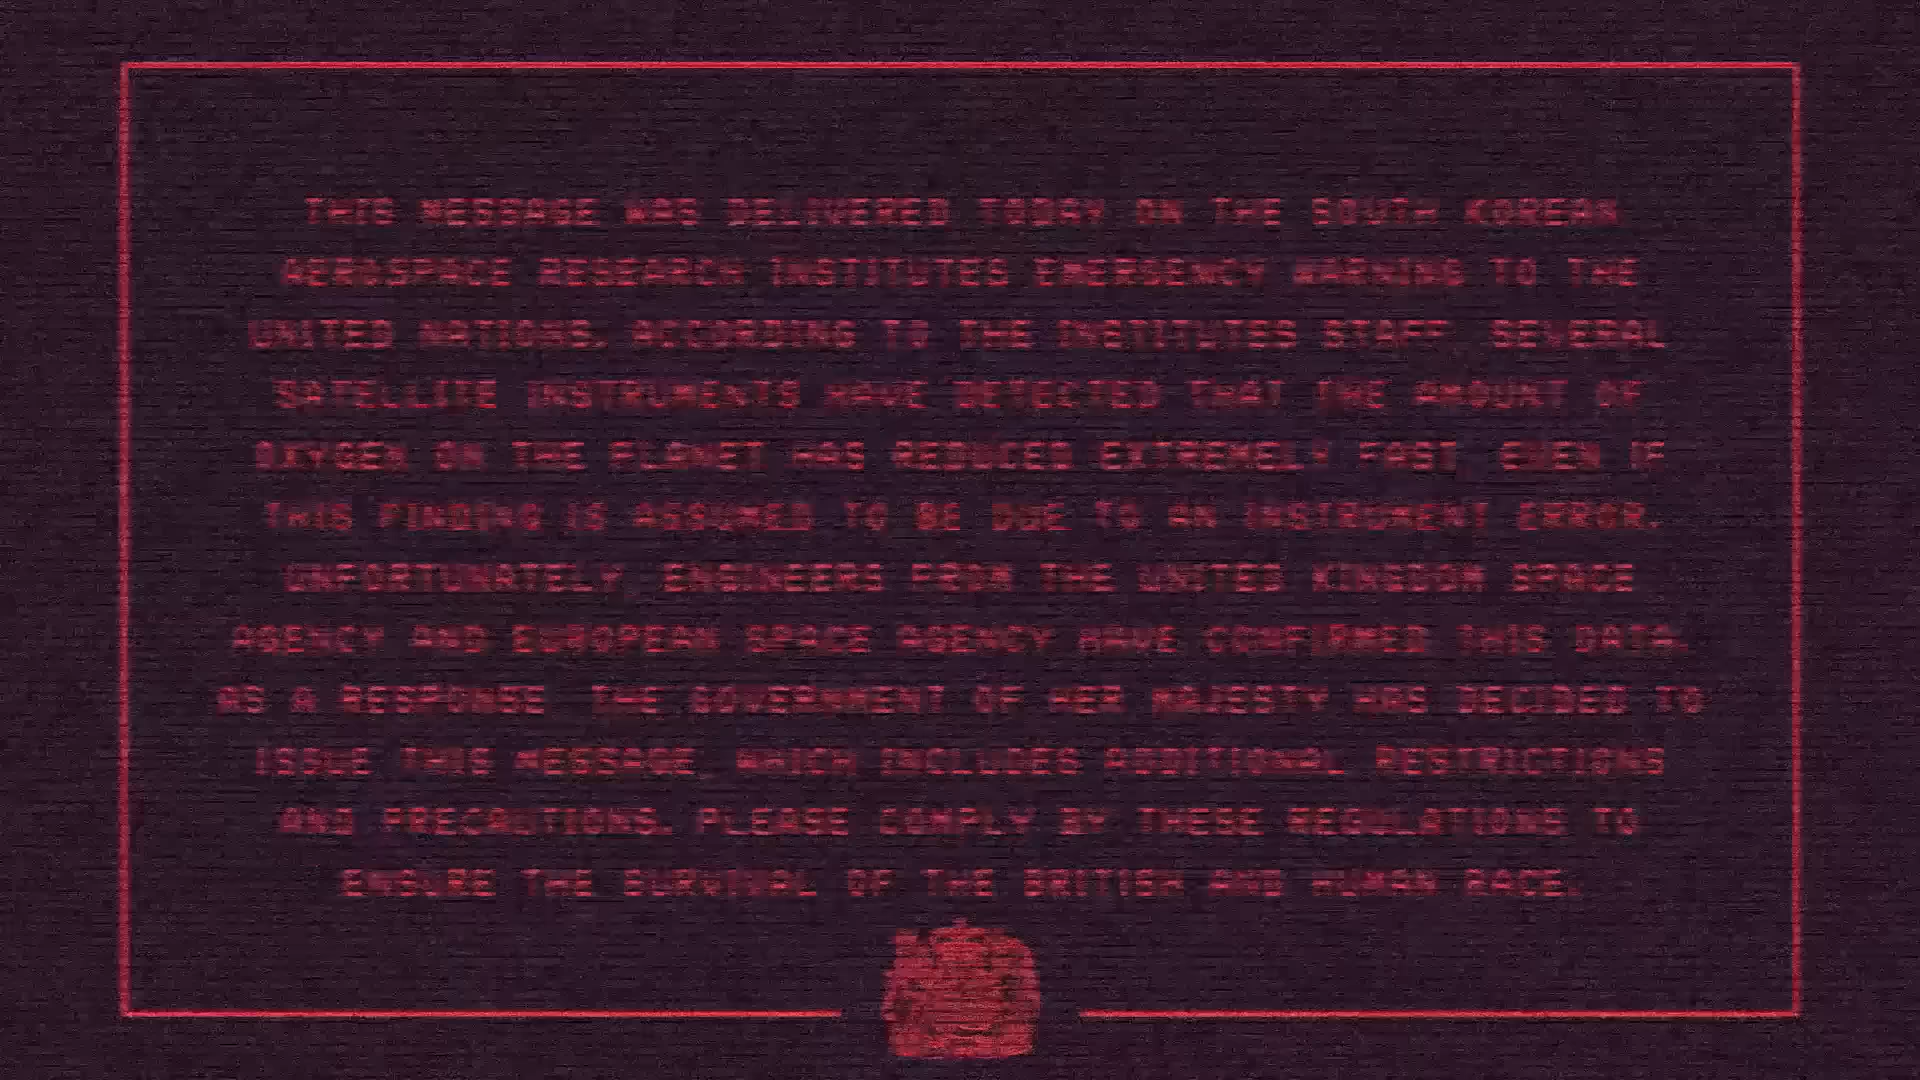 THIS MESSAGE WAS DELIVERED TODAY ON THE SOUTH KOREAN
AEROSPACE RESEARCH INSTITUTES EMERGENCY WARNING TO THE
UNITED NATIONS. ACCORDING TO THE INSTITUTES STAFF, SEVERAL
SATELLITE INSTRUMENTS HAVE DETECTED THAT THE AMOUNT OF
OXYGEN ON THE PLANET HAS REDUCED EXTREMELY FAST, EVEN IF
THIS FINDING IS ASSUMED TO BE DUE TO AN INSTRUMENT ERROR.
UNFORTUNATELY, ENGINEERS FROM THE UNITED KINGDOM SPACE
AGENCY AND EUROPEAN SPACE AGENCY HAVE CONFIRMED THIS DATA.
AS A RESPONSE, THE GOVERNMENT OF HER MAJESTY HAS DECIDED TO
ISSUE THIS MESSAGE, WHICH INCLUDES ADDITIONAL RESTRICTIONS
AND PRECAUTIONS. PLEASE COMPLY BY THESE REGULATIONS TO
ENSURE THE SURVIVAL OF THE BRITISH AND HUMAN RACE.